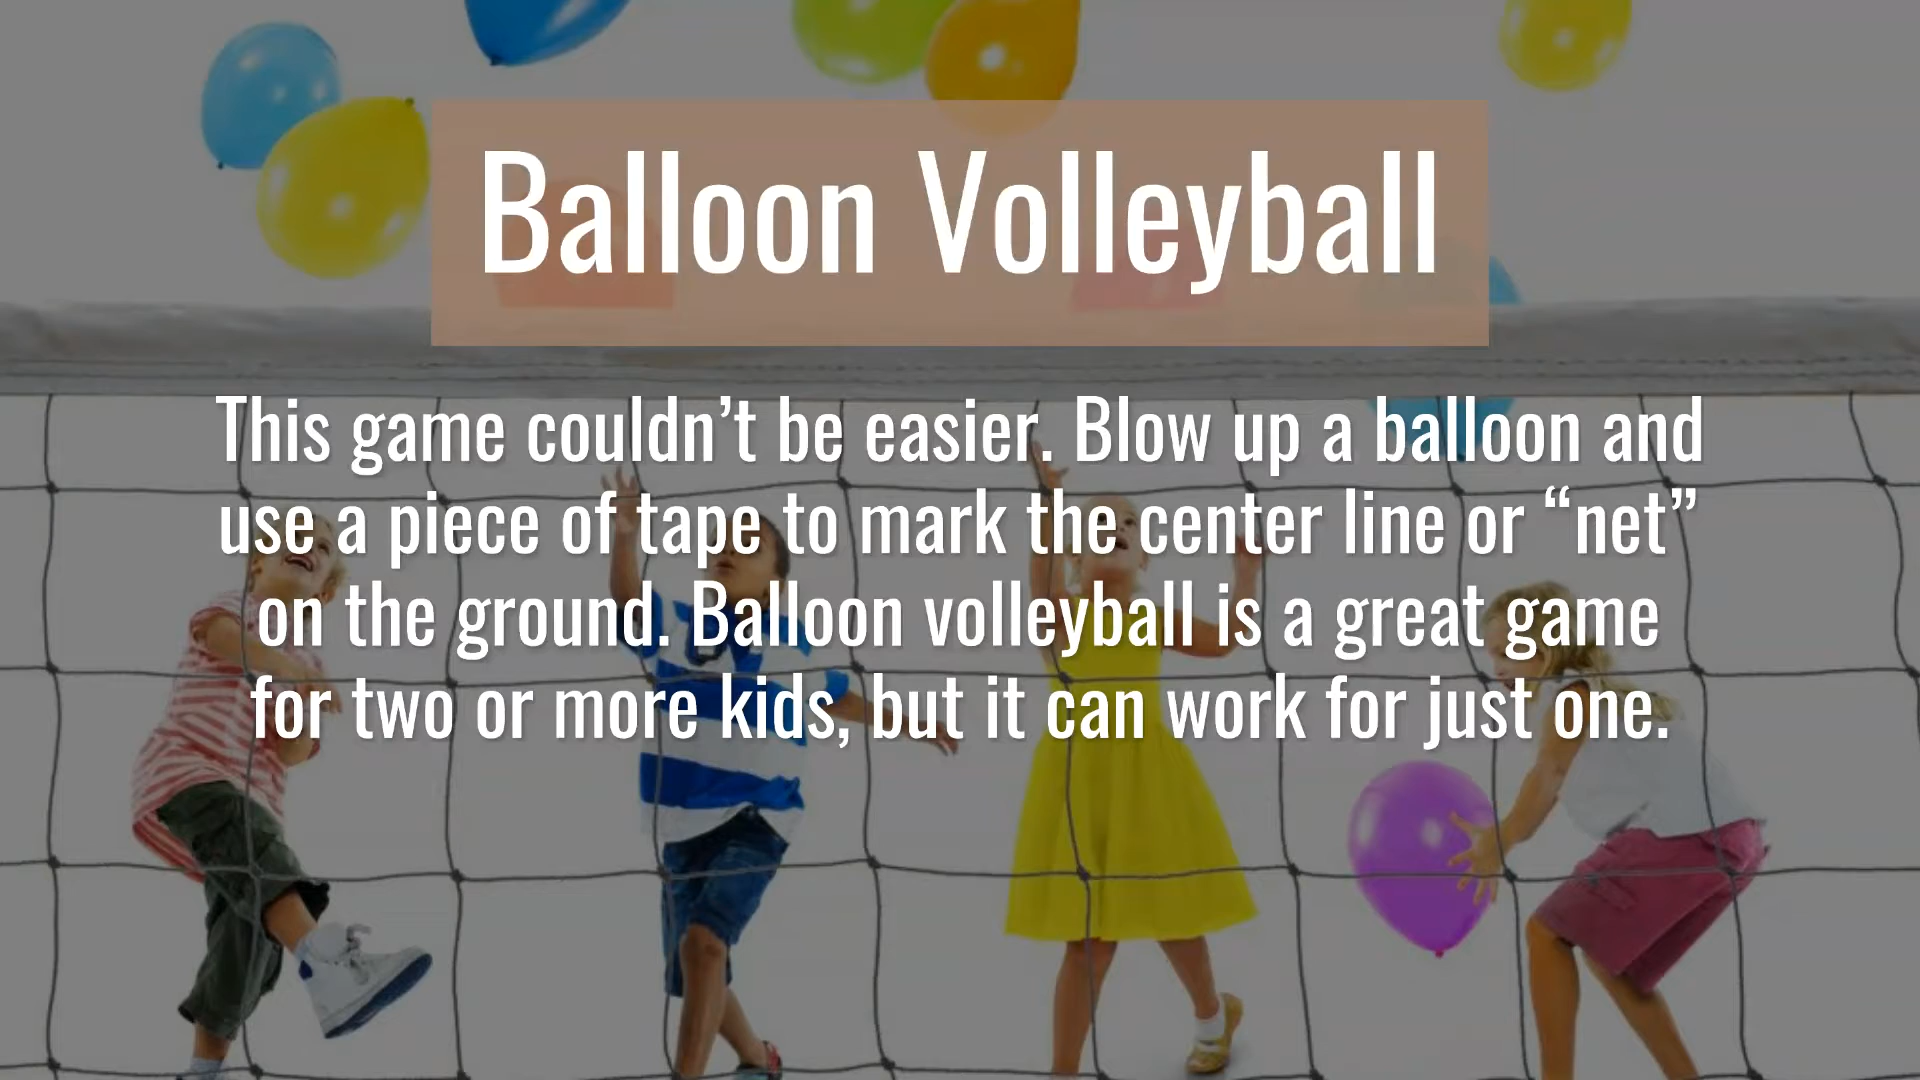 Balloon Volleyball
This game couldn’t be easier. Blow up a balloon and
use a piece of tape to mark the center line or “net”
on the ground. Balloon volleyball is a great game
for two or more kids, but it can work for just one.